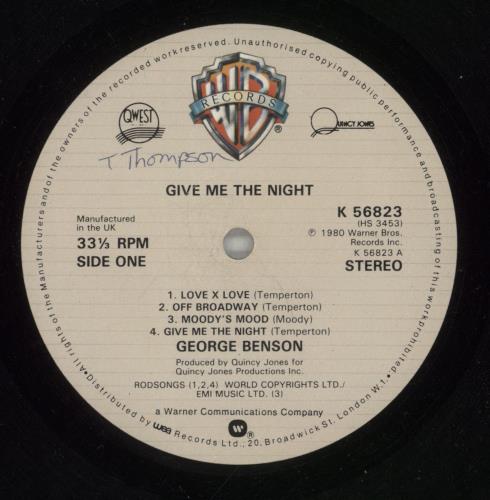 of the Manufacturer and of the owners of the recorded work reserved. Unauthorised copying, public performance and broadcasting of this work prohibited.
All rights
• Distributed by wea Records Ltd., 20, Broadwick St. London W.1. •
WB
RECORDS
®
QWEST
QUINCY JONES
T Thompson
GIVE ME THE NIGHT
Manufactured
in the UK
33⅓ RPM
SIDE ONE
K 56823
(HS 3453)
℗ 1980 Warner Bros.
Records Inc.
K 56823 A
STEREO
1. LOVE X LOVE (Temperton)
2. OFF BROADWAY (Temperton)
3. MOODY'S MOOD (Moody)
4. GIVE ME THE NIGHT (Temperton)
GEORGE BENSON
Produced by Quincy Jones for
Quincy Jones Productions Inc.
RODSONGS (1,2,4) WORLD COPYRIGHTS LTD./
EMI MUSIC LTD. (3)
a Warner Communications Company
W ®